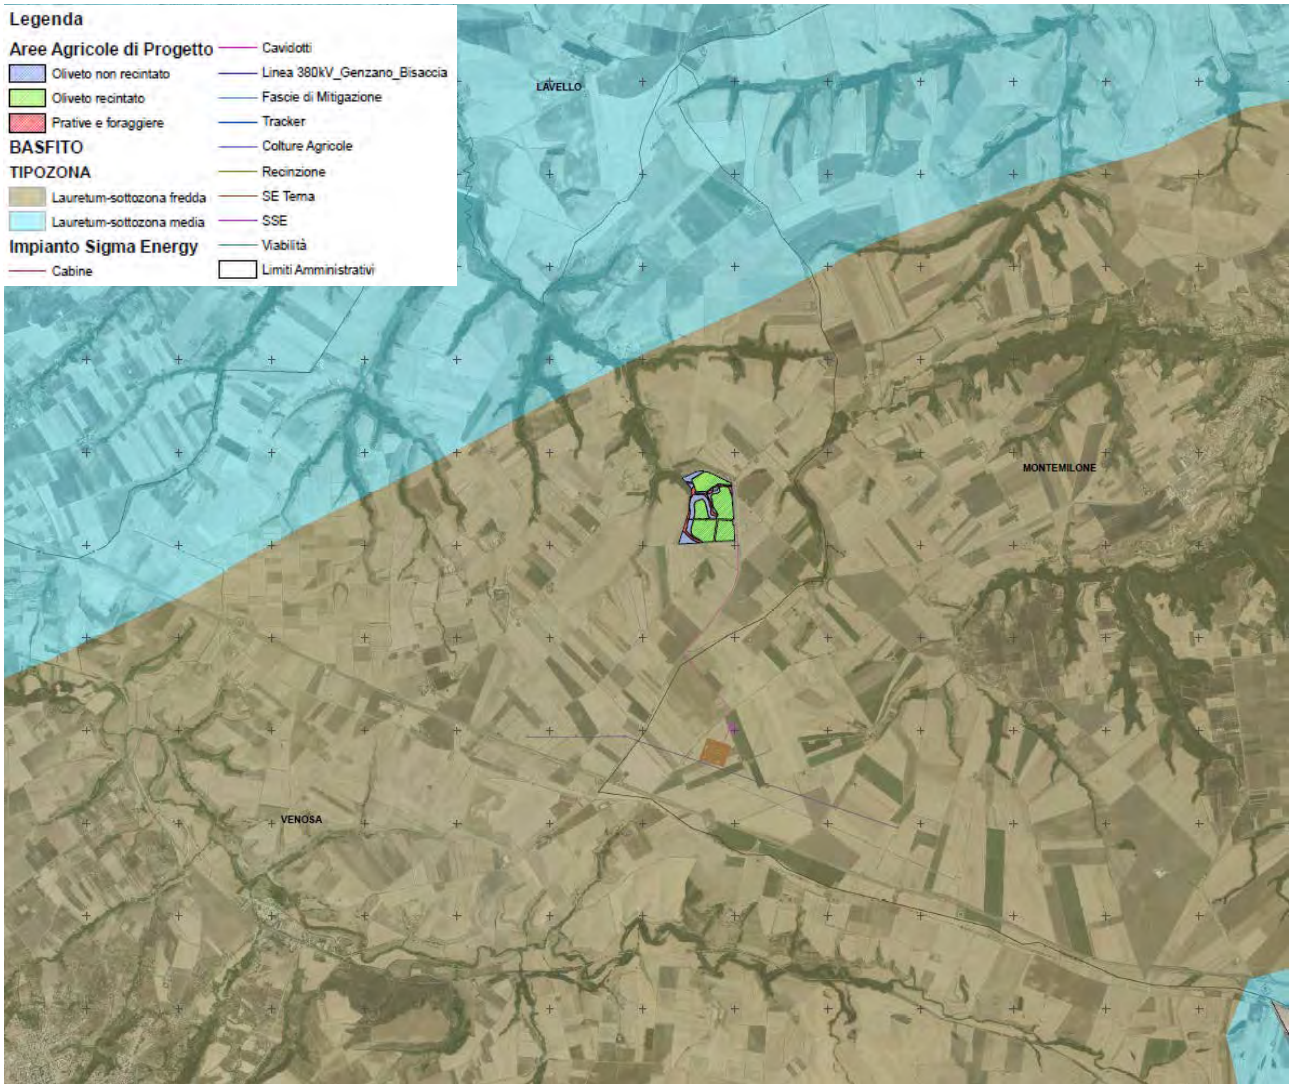 Legenda
Aree Agricole di Progetto
Oliveto non recintato
Oliveto recintato
Prative e foraggiere
BASFITO
TIPOZONA
Lauretum-sottozona fredda
Lauretum-sottozona media
Impianto Sigma Energy
Cabine
Cavidotti
Linea 380kV_Genzano_Bisaccia
Fascie di Mitigazione
Tracker
Colture Agricole
Recinzione
SE Terna
SSE
Viabilità
Limiti Amministrativi
LAVELLO
MONTEMILONE
VENOSA